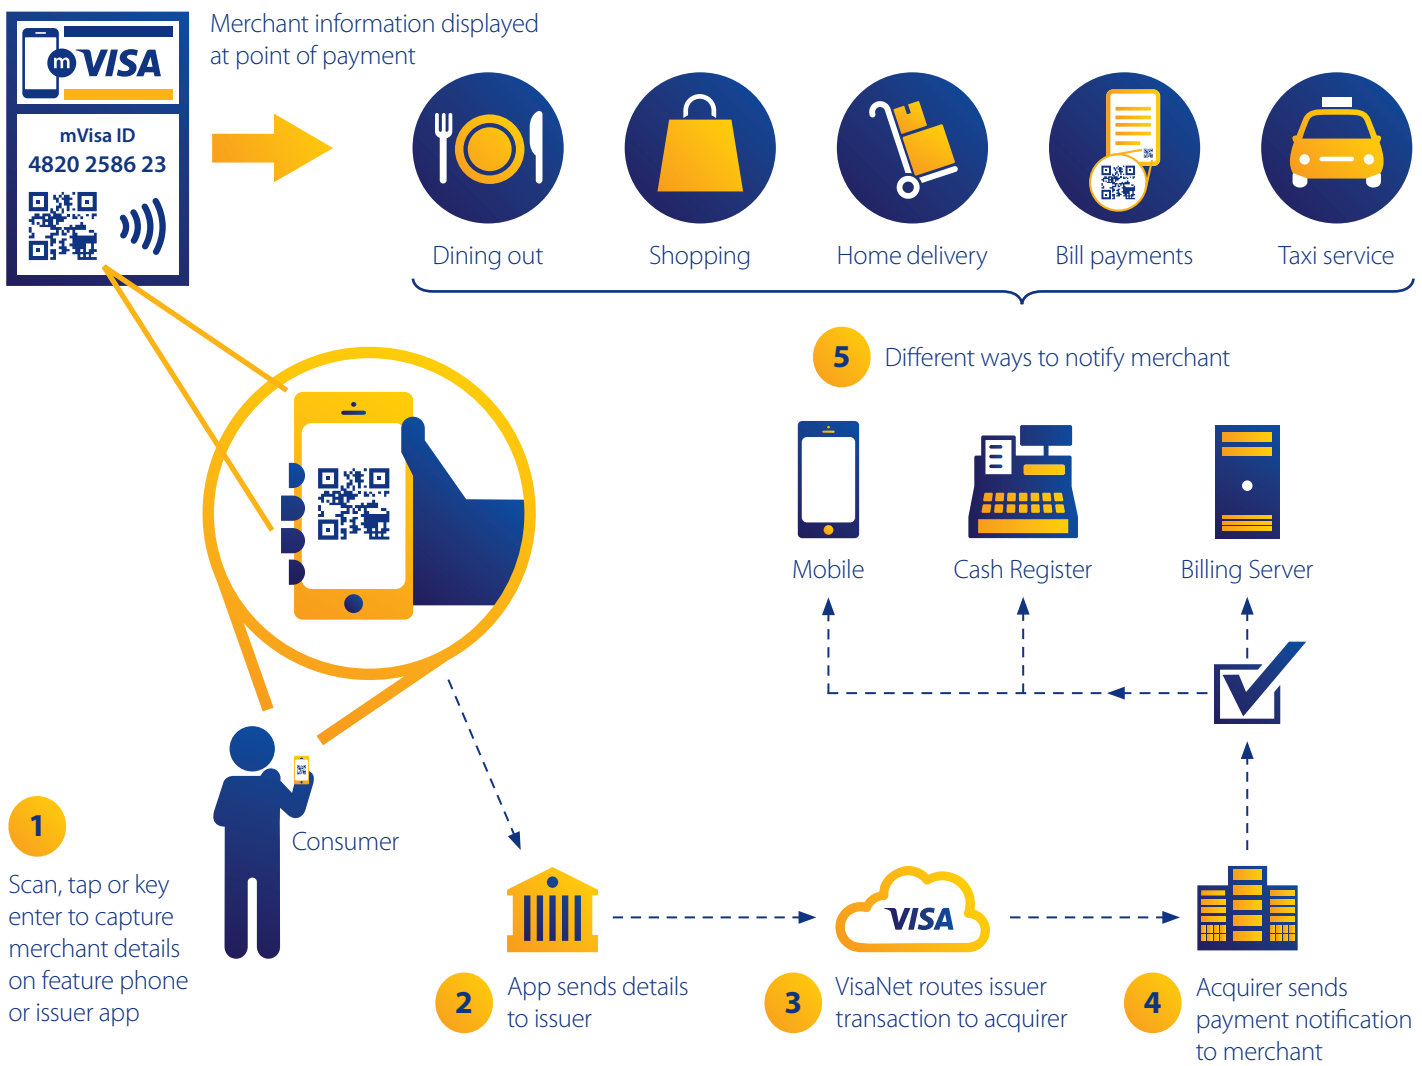 m VISA
mVisa ID
4820 2586 23
Merchant information displayed
at point of payment
Dining out
Shopping
Home delivery
Bill payments
Taxi service
5
Different ways to notify merchant
Mobile
Cash Register
Billing Server
1
Consumer
Scan, tap or key
enter to capture
merchant details
on feature phone
or issuer app
2
App sends details
to issuer
VISA
3
VisaNet routes issuer
transaction to acquirer
4
Acquirer sends
payment notification
to merchant